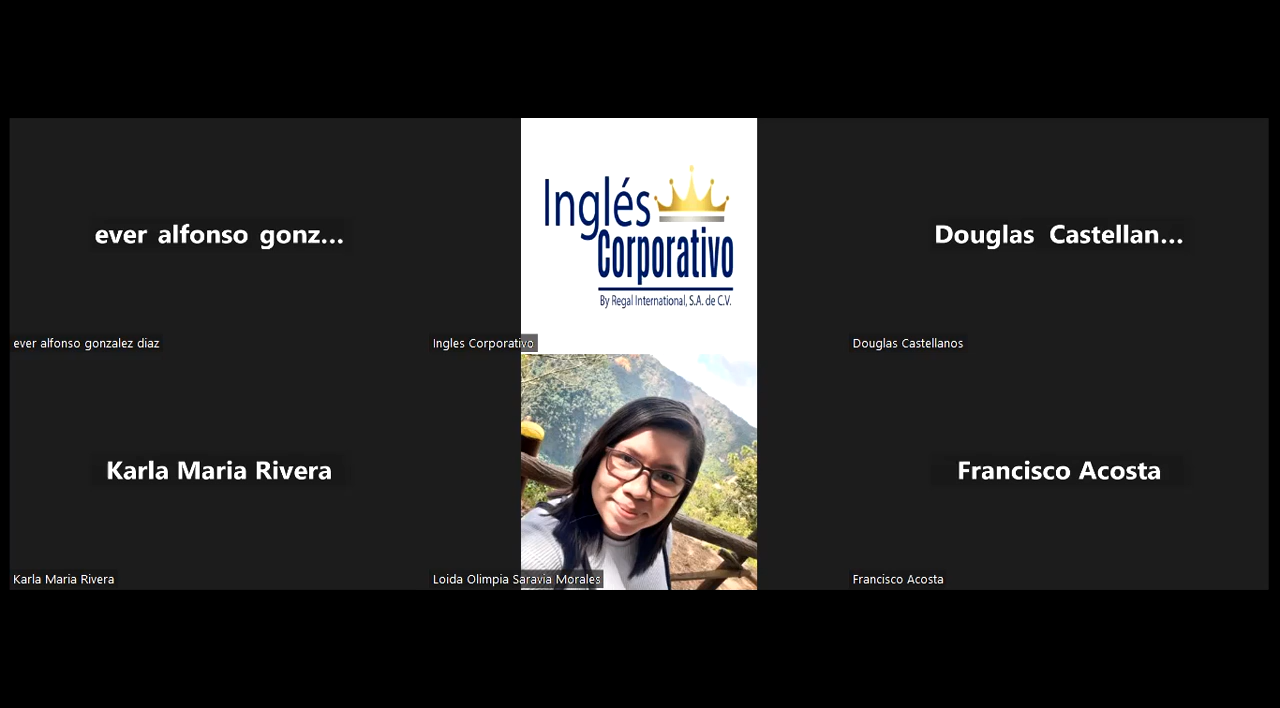 ever alfonso gonz...
Inglés
Corporativo
By Regal International, S.A. de C.V.
Douglas Castellan...
ever alfonso gonzalez diaz
Ingles Corporativo
Douglas Castellanos
Karla Maria Rivera
Francisco Acosta
Karla Maria Rivera
Loida Olimpia Saravia Morales
Francisco Acosta